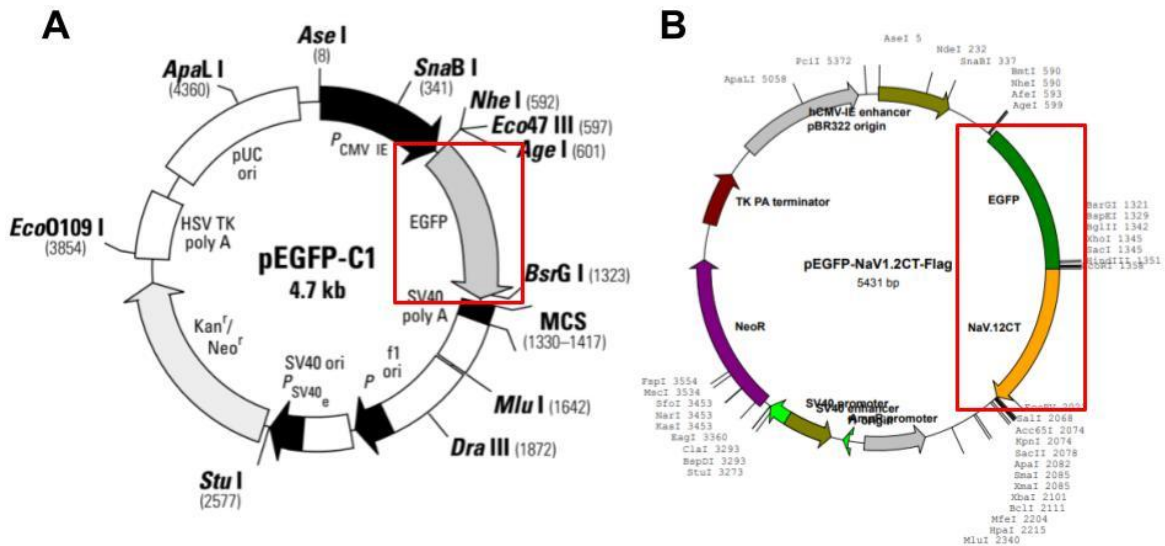 A
Ase I
(8)
ApaL I
(4360)
SnaB I
(341)
Nhe I (592)
Eco47 III (597)
Age I (601)
PCMV IE
pUC
ori
EGFP
HSV TK
poly A
EcoO109 I
(3854)
pEGFP-C1
4.7 kb
BsrG I
(1323)
SV40
poly A
MCS
(1330–1417)
Kanr/
Neor
f1
ori
SV40 ori
PSV40e
P
Mlu I (1642)
Dra III (1872)
Stu I
(2577)
B
AseI 5
NdeI 232
SnaBI 337
PciI 5372
ApaLI 5058
BmtI 590
NheI 590
AfeI 593
AgeI 599
hCMV-IE enhancer
pBR322 origin
EGFP
TK PA terminator
BsrGI 1321
BspEI 1329
BglII 1342
XhoI 1345
SacI 1345
HindIII 1351
pEGFP-NaV1.2CT-Flag
5431 bp
NeoR
NaV.12CT
FspI 3554
MscI 3534
SfoI 3453
NarI 3453
KasI 3453
EagI 3360
ClaI 3293
BspDI 3293
StuI 3273
SV40 promoter
SV40 enhancer
AmpR promoter
SalI 2068
Acc65I 2074
KpnI 2074
SacII 2078
ApaI 2082
SmaI 2085
XmaI 2085
XbaI 2101
BclI 2111
MfeI 2204
HpaI 2215
MluI 2340